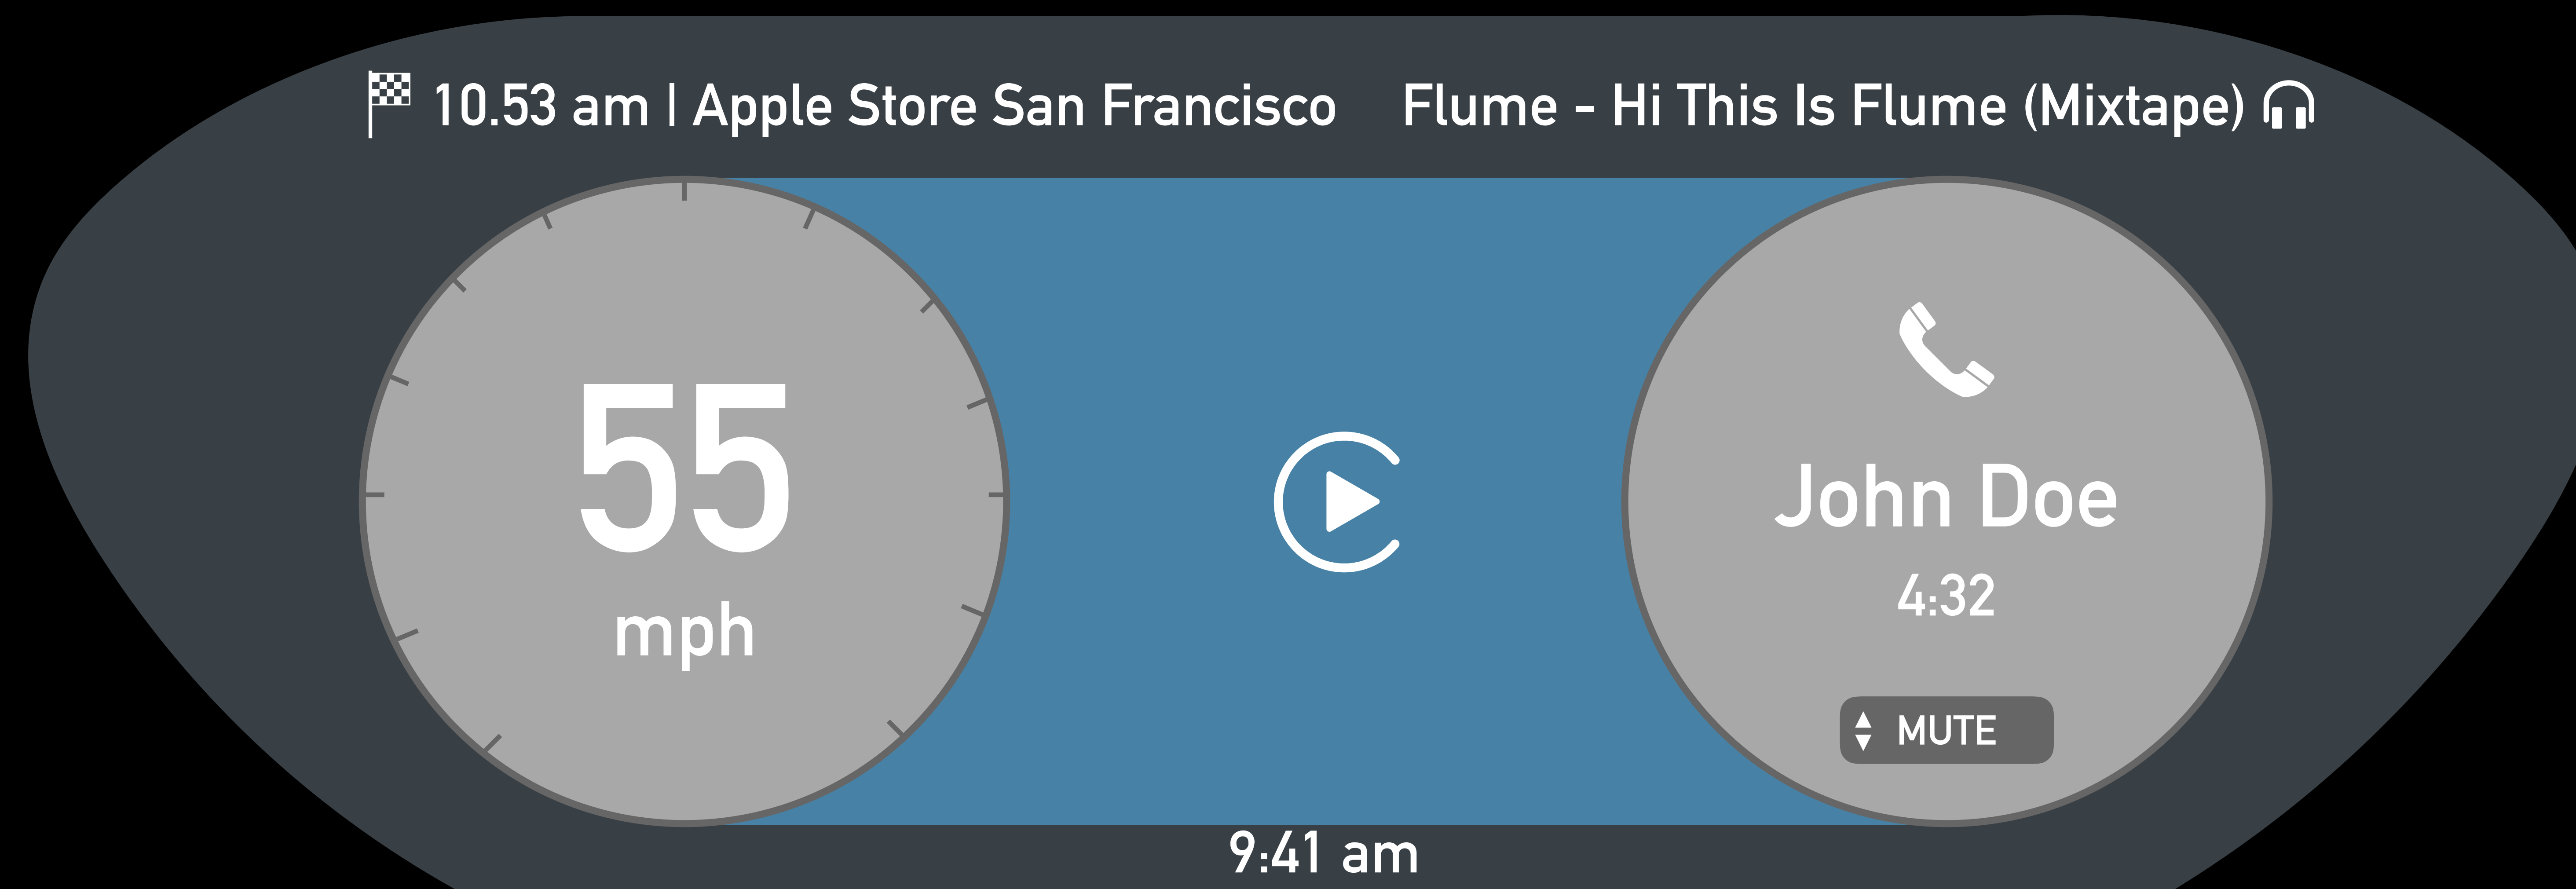 10.53 am | Apple Store San Francisco
Flume - Hi This Is Flume (Mixtape)
55
mph
John Doe
4:32
MUTE
9:41 am